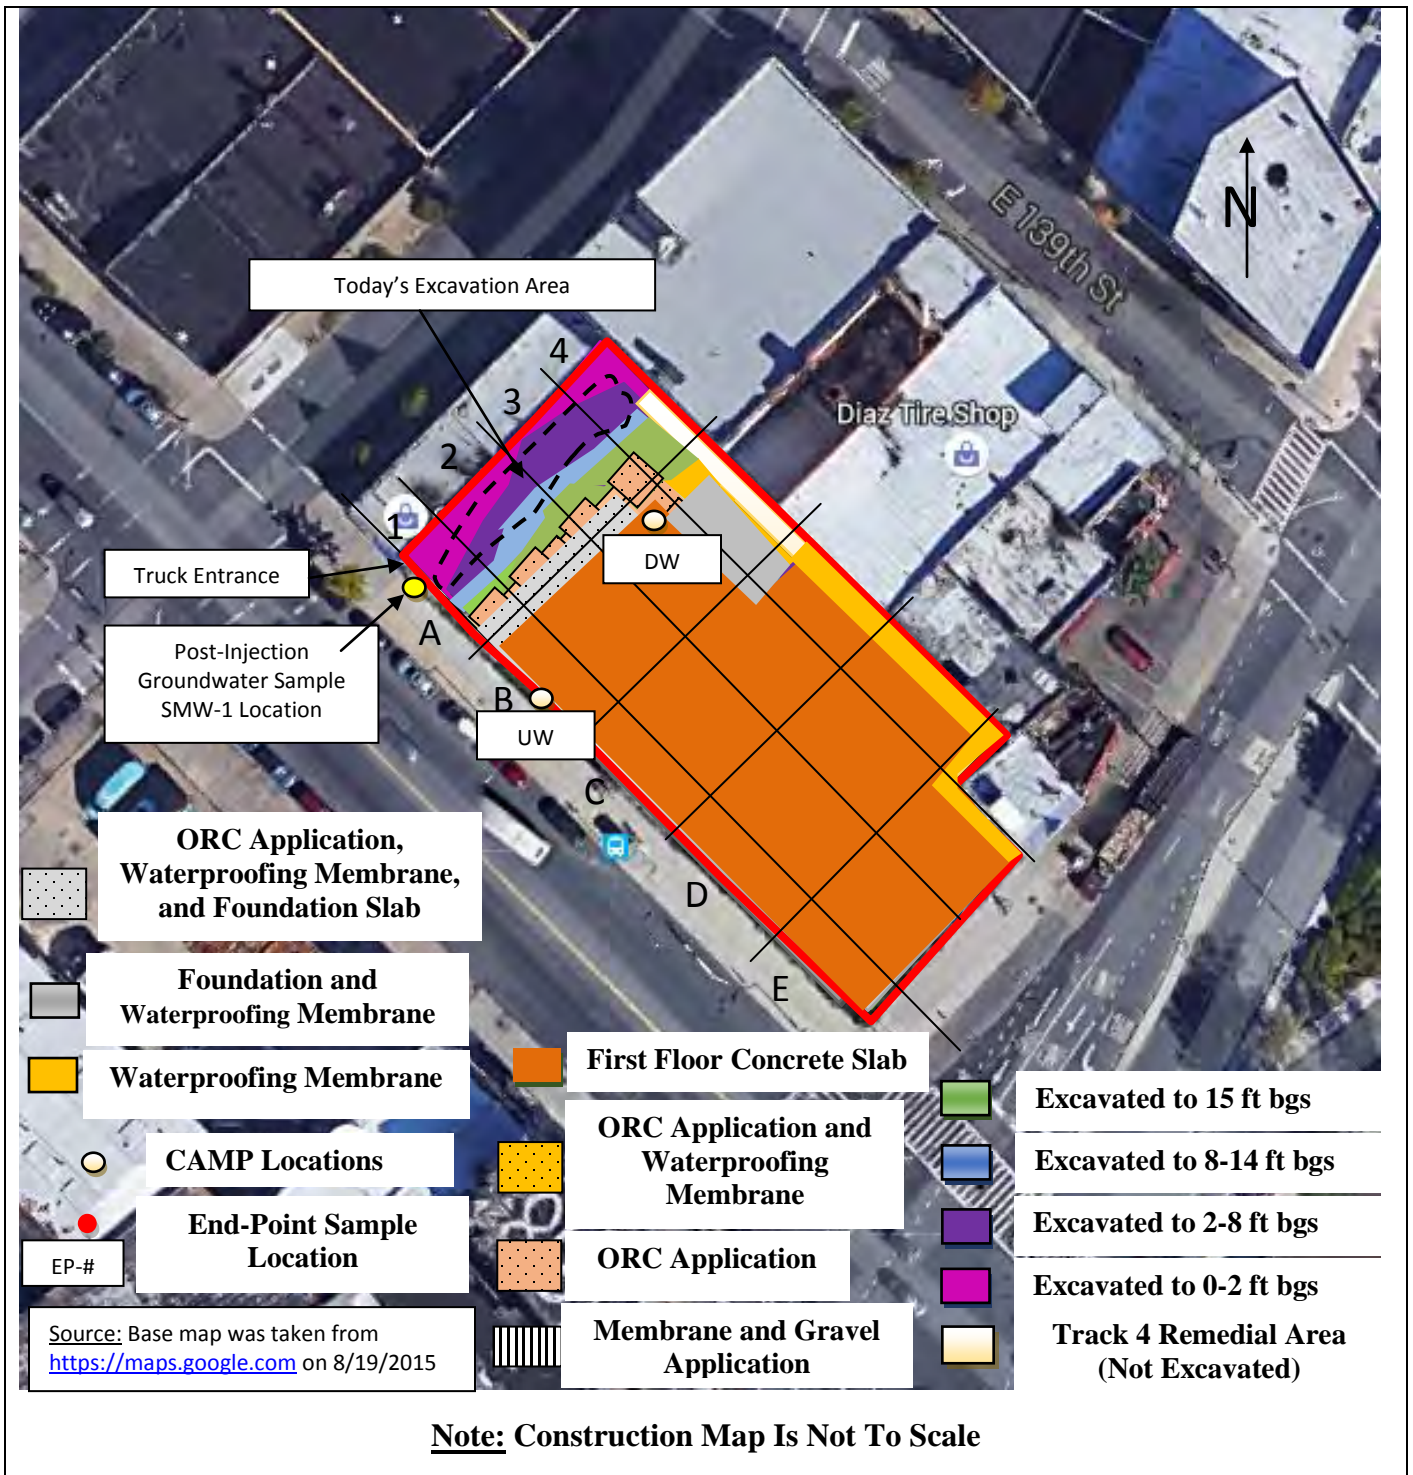 N
E 139th St
Today's Excavation Area
4
3
Diaz Tire Shop
2
1
DW
Truck Entrance
A
Post-Injection
Groundwater Sample
SMW-1 Location
B
UW
C
D
E
ORC Application,
Waterproofing Membrane,
and Foundation Slab
Foundation and
Waterproofing Membrane
Waterproofing Membrane
CAMP Locations
End-Point Sample
Location
EP-#
Source: Base map was taken from
https://maps.google.com on 8/19/2015
First Floor Concrete Slab
ORC Application and
Waterproofing
Membrane
ORC Application
Membrane and Gravel
Application
Excavated to 15 ft bgs
Excavated to 8-14 ft bgs
Excavated to 2-8 ft bgs
Excavated to 0-2 ft bgs
Track 4 Remedial Area
(Not Excavated)
Note: Construction Map Is Not To Scale